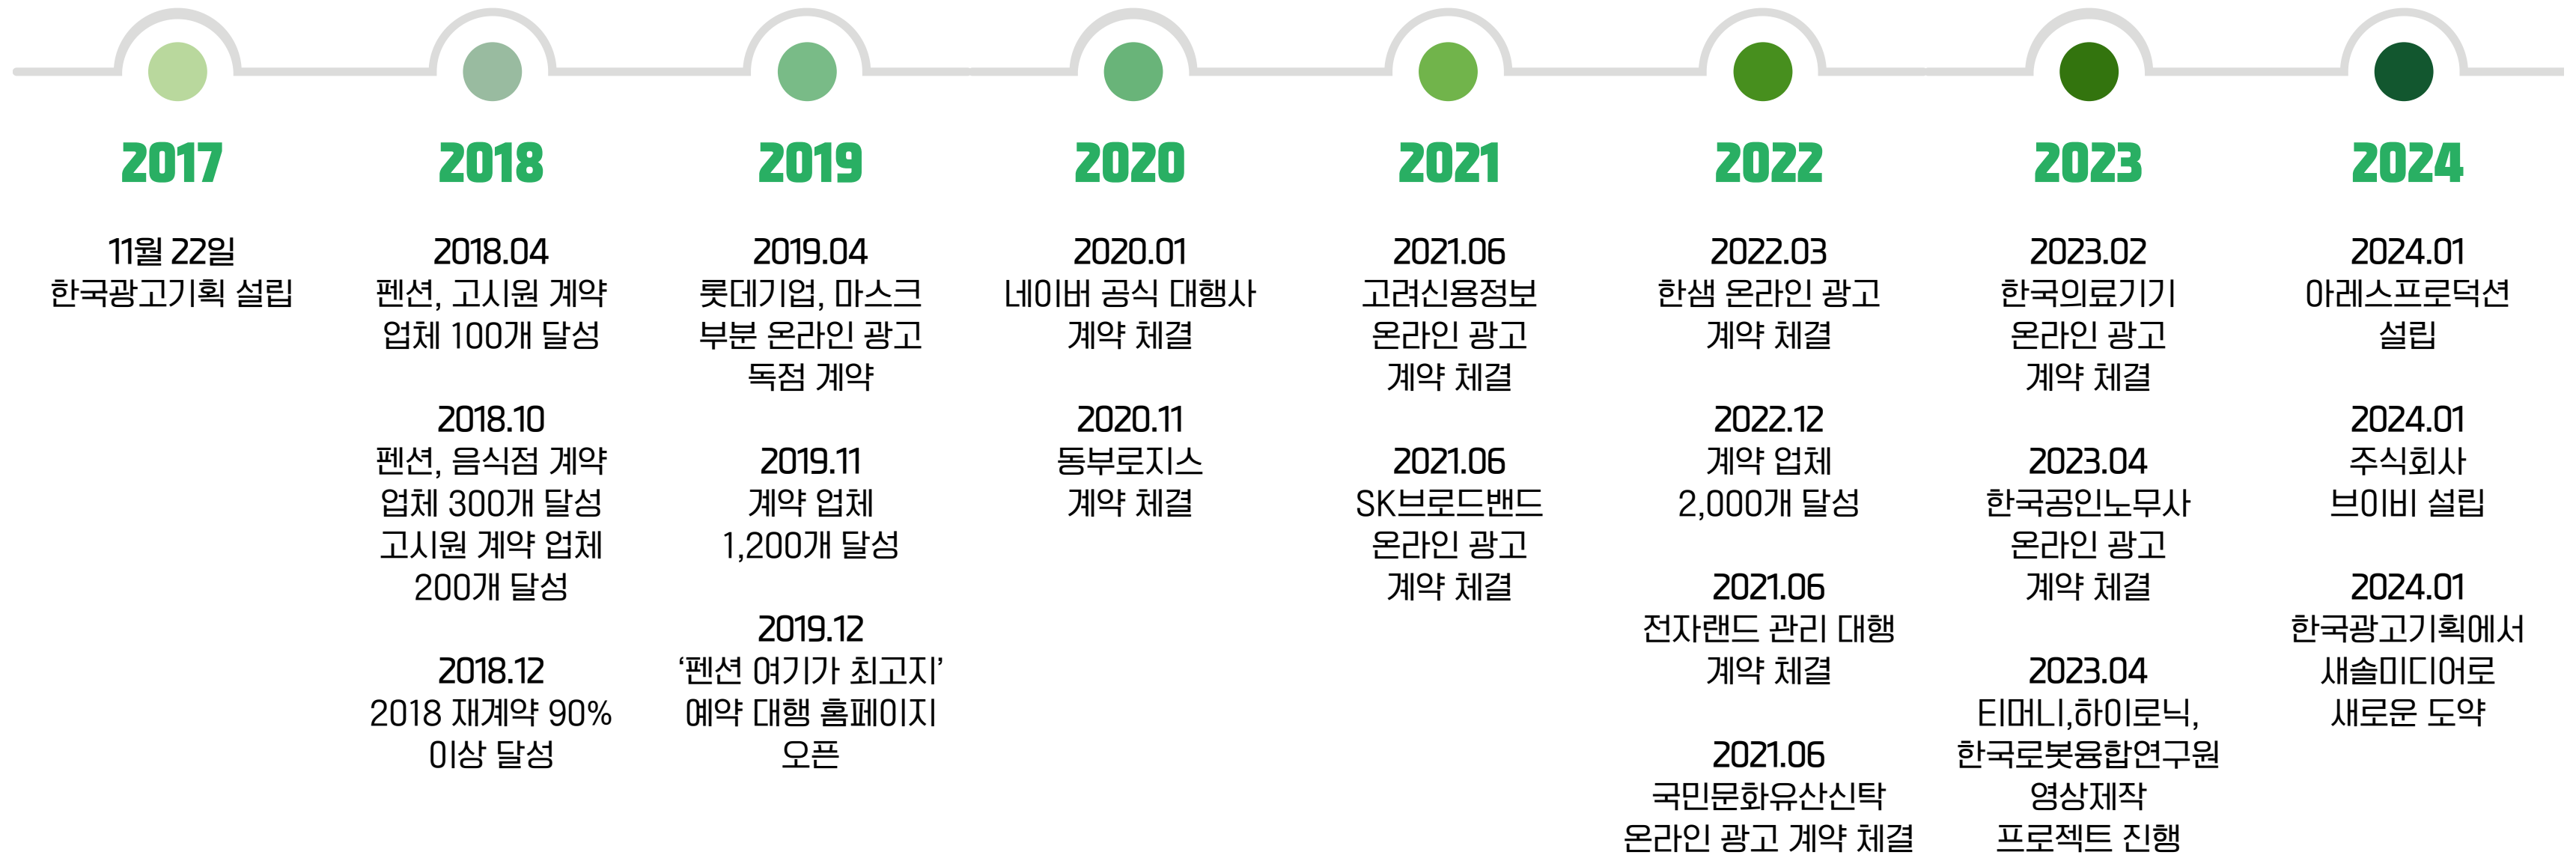 2017
11월 22일
한국광고기획 설립
2018
2018.04
펜션, 고시원 계약
업체 100개 달성
2018.10
펜션, 음식점 계약
업체 300개 달성
고시원 계약 업체
200개 달성
2018.12
2018 재계약 90%
이상 달성
2019
2019.04
롯데기업, 마스크
부분 온라인 광고
독점 계약
2019.11
계약 업체
1,200개 달성
2019.12
‘펜션 여기가 최고지’
예약 대행 홈페이지
오픈
2020
2020.01
네이버 공식 대행사
계약 체결
2020.11
동부로지스
계약 체결
2021
2021.06
고려신용정보
온라인 광고
계약 체결
2021.06
SK브로드밴드
온라인 광고
계약 체결
2022
2022.03
한샘 온라인 광고
계약 체결
2022.12
계약 업체
2,000개 달성
2021.06
전자랜드 관리 대행
계약 체결
2021.06
국민문화유산신탁
온라인 광고 계약 체결
2023
2023.02
한국의료기기
온라인 광고
계약 체결
2023.04
한국공인노무사
온라인 광고
계약 체결
2023.04
티머니,하이로닉,
한국로봇융합연구원
영상제작
프로젝트 진행
2024
2024.01
아레스프로덕션
설립
2024.01
주식회사
브이비 설립
2024.01
한국광고기획에서
새솔미디어로
새로운 도약